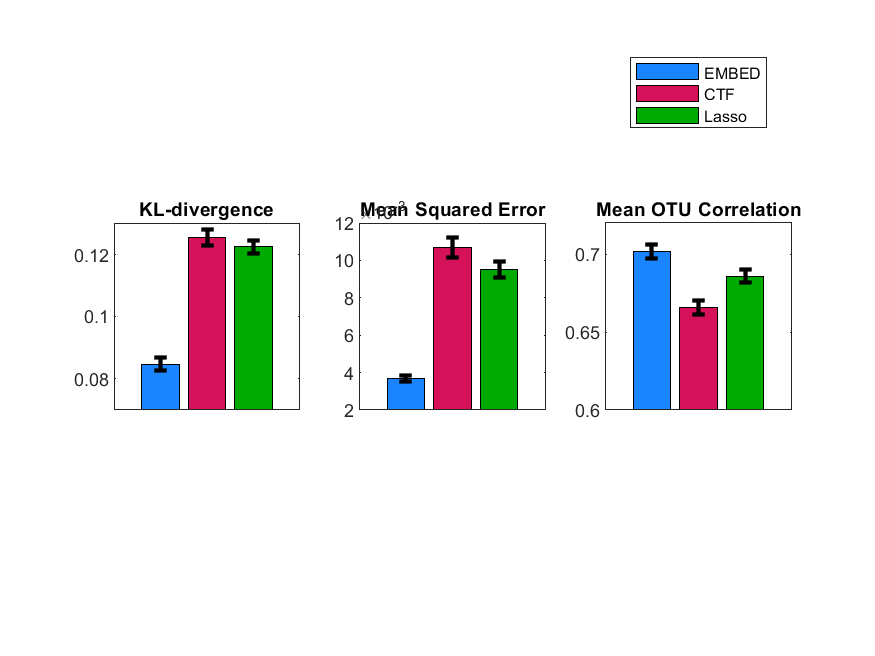 EMBED
CTF
Lasso
KL-divergence
Mean Squared Error
Mean OTU Correlation
0.12
0.1
0.08
12
10
8
6
4
2
0.7
0.65
0.6